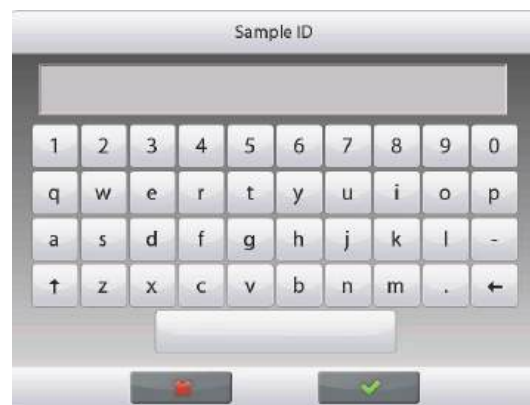 Sample ID
1 2 3 4 5 6 7 8 9 0
q w e r t y u i o p
a s d f g h j k l -
↑ z x c v b n m . ←